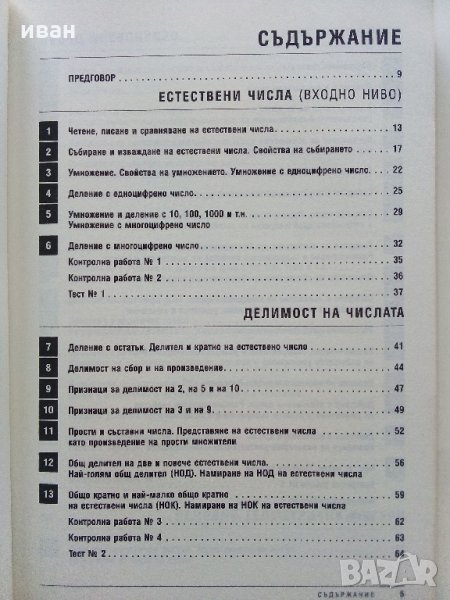 иван
СЪДЪРЖАНИЕ
ПРЕДГОВОР 9
ЕСТЕСТВЕНИ ЧИСЛА (ВХОДНО НИВО)
1 Четене, писане и сравняване на естествени числа. 13
2 Събиране и изваждане на естествени числа. Свойства на събирането 17
3 Умножение. Свойства на умножението. Умножение с едноцифрено число. 22
4 Деление с едноцифрено число. 25
5 Умножение и деление с 10, 100, 1000 и т.н. 29
Умножение с многоцифрено число
6 Деление с многоцифрено число. 32
Контролна работа № 1 35
Контролна работа № 2 36
Тест № 1 37
ДЕЛИМОСТ НА ЧИСЛАТА
7 Деление с остатък. Делител и кратно на естествено число 41
8 Делимост на сбор и на произведение 44
9 Признаци за делимост на 2, на 5 и на 10. 47
10 Признаци за делимост на 3 и на 9. 49
11 Прости и съставни числа. Представяне на естествени числа 52
като произведение на прости множители
12 Общ делител на две и повече естествени числа. 56
Най-голям общ делител (НОД). Намиране на НОД на естествени числа
13 Общо кратно и най-малко общо кратно 59
на естествени числа (НОК). Намиране на НОК на естествени числа
Контролна работа № 3 62
Контролна работа № 4 63
Тест № 2 64
СЪДЪРЖАНИЕ 5
BAZAR.bg